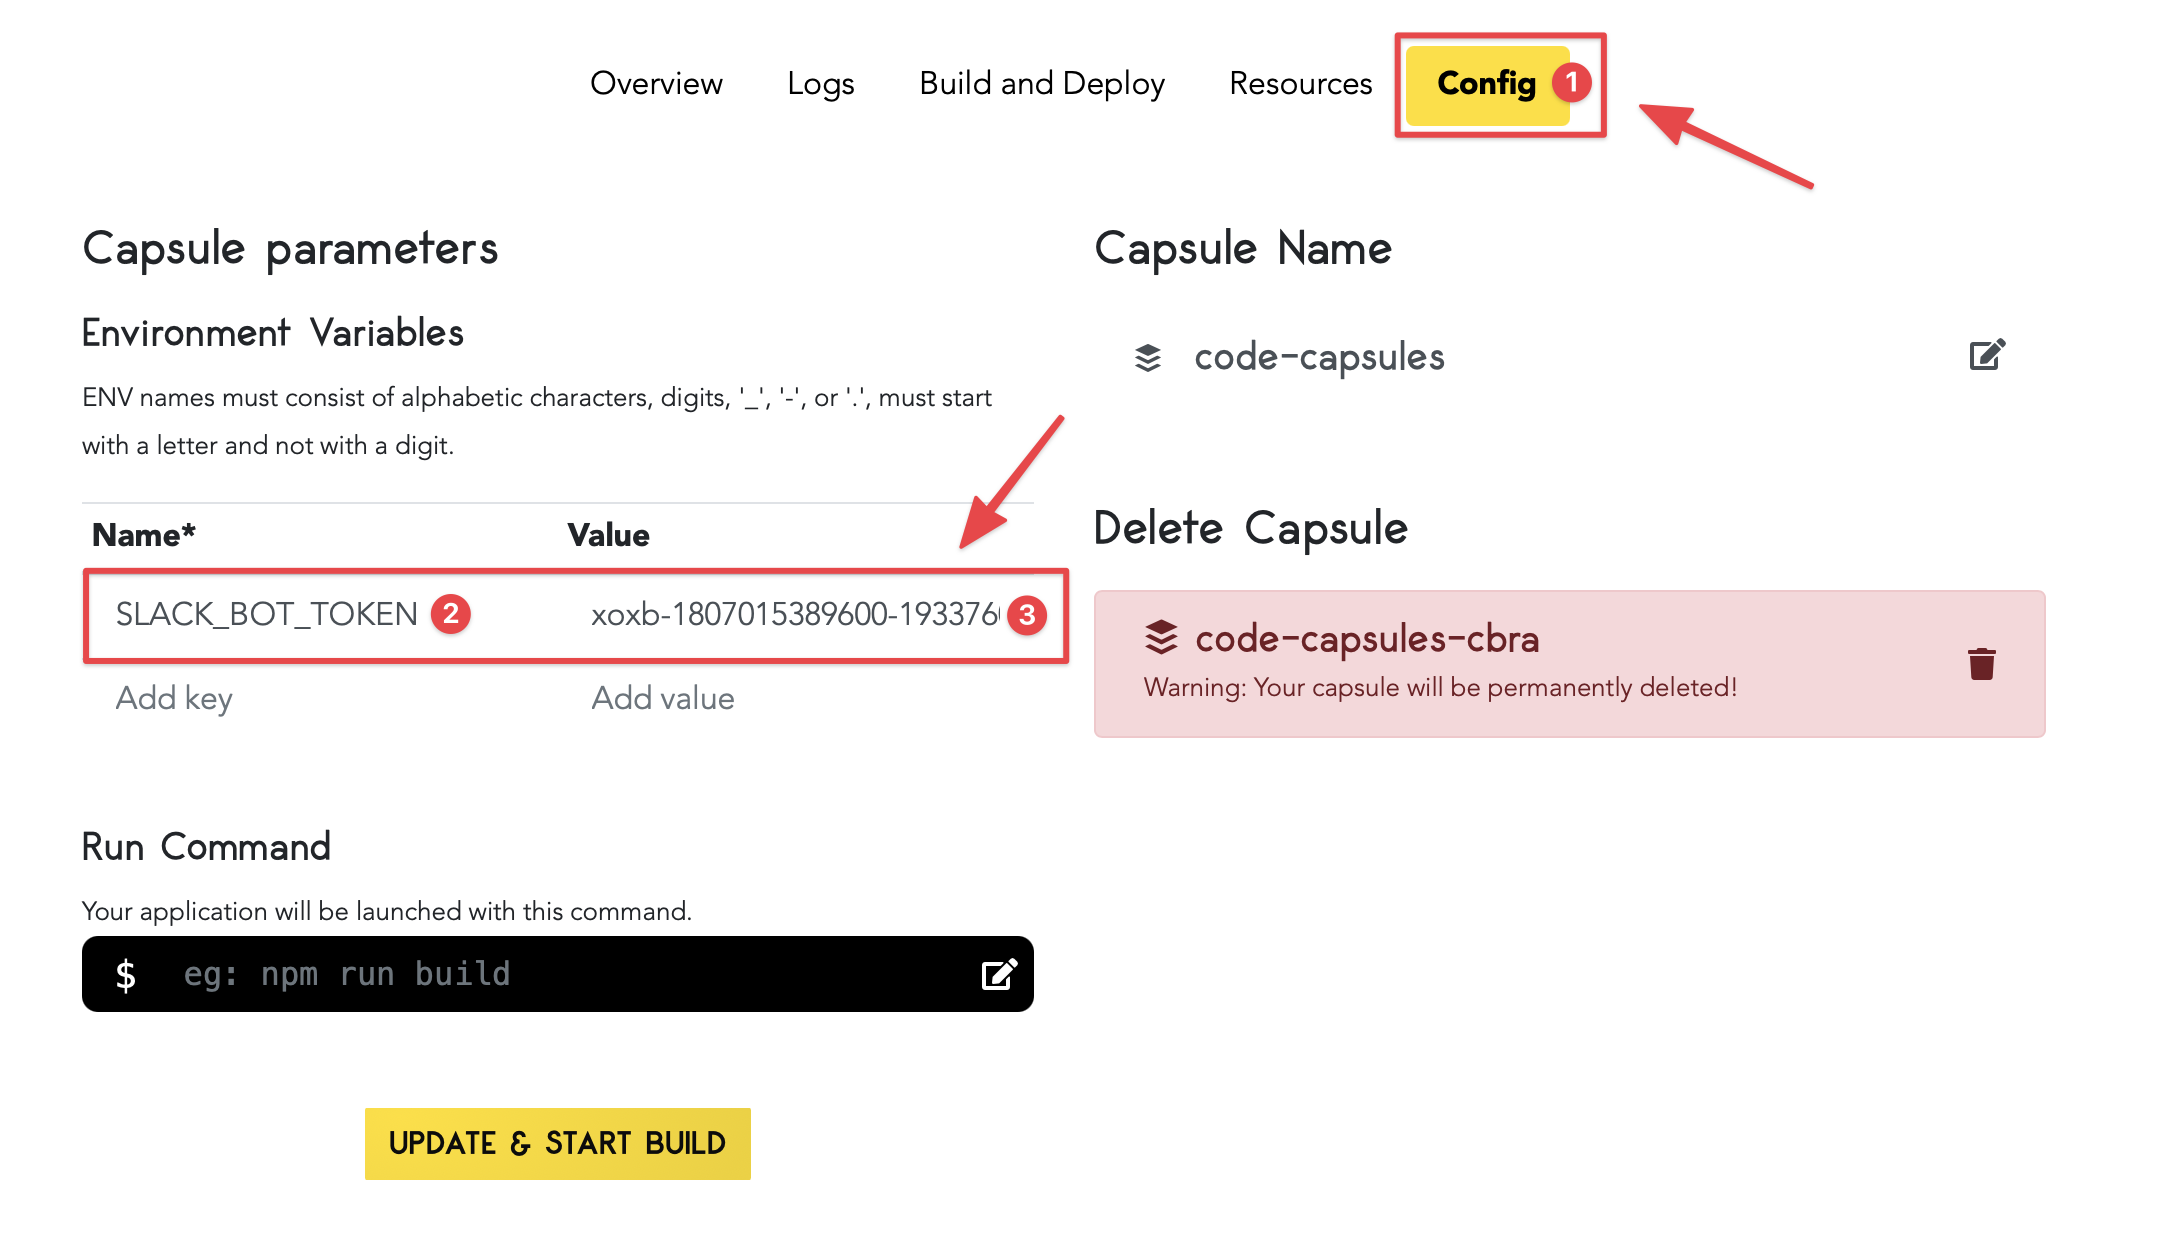 Overview Logs Build and Deploy Resources Config 1
Capsule parameters
Environment Variables
ENV names must consist of alphabetic characters, digits, '_', '-', or '.', must start
with a letter and not with a digit.
Name* Value
SLACK_BOT_TOKEN 2 xoxb-1807015389600-193376 3
Add key Add value
Run Command
Your application will be launched with this command.
$ eg: npm run build
UPDATE & START BUILD
Capsule Name
code-capsules
Delete Capsule
code-capsules-cbra
Warning: Your capsule will be permanently deleted!